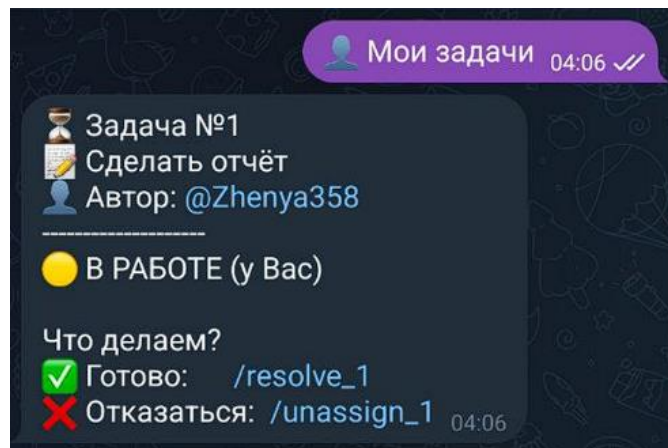 👤 Мои задачи 04:06
⏳ Задача №1
📝 Сделать отчёт
👤 Автор: @Zhenya358
--------------------
🟡 В РАБОТЕ (у Вас)
Что делаем?
✅ Готово: /resolve_1
❌ Отказаться: /unassign_1 04:06